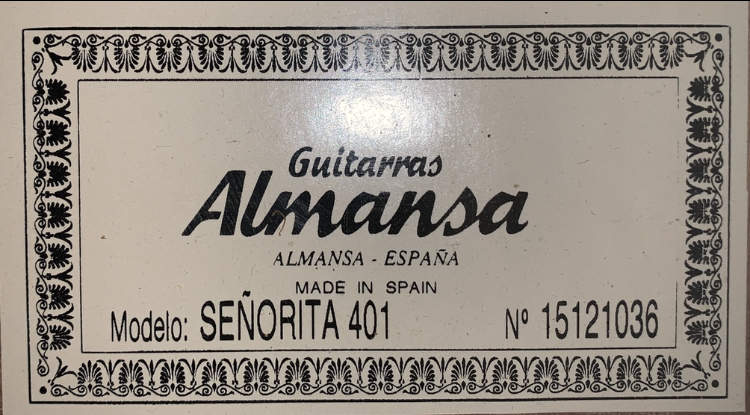 Guitarras
Almansa
ALMANSA - ESPAÑA
MADE IN SPAIN
Modelo: SEÑORITA 401 Nº 15121036